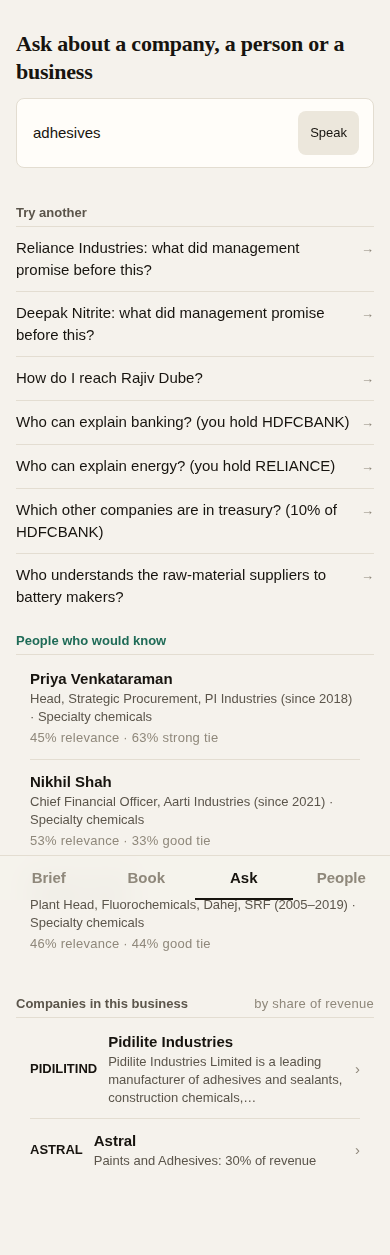 Ask about a company, a person or a
business
adhesives
Speak
Try another
Reliance Industries: what did management
promise before this?
→
Deepak Nitrite: what did management promise
before this?
→
How do I reach Rajiv Dube?
→
Who can explain banking? (you hold HDFCBANK)
→
Who can explain energy? (you hold RELIANCE)
→
Which other companies are in treasury? (10% of
HDFCBANK)
→
Who understands the raw-material suppliers to
battery makers?
→
People who would know
Priya Venkataraman
Head, Strategic Procurement, PI Industries (since 2018)
· Specialty chemicals
45% relevance · 63% strong tie
Nikhil Shah
Chief Financial Officer, Aarti Industries (since 2021) ·
Specialty chemicals
53% relevance · 33% good tie
Brief Book Ask People
Plant Head, Fluorochemicals, Dahej, SRF (2005–2019) ·
Specialty chemicals
46% relevance · 44% good tie
Companies in this business by share of revenue
PIDILITIND
Pidilite Industries
Pidilite Industries Limited is a leading
manufacturer of adhesives and sealants,
construction chemicals,…
›
ASTRAL
Astral
Paints and Adhesives: 30% of revenue
›